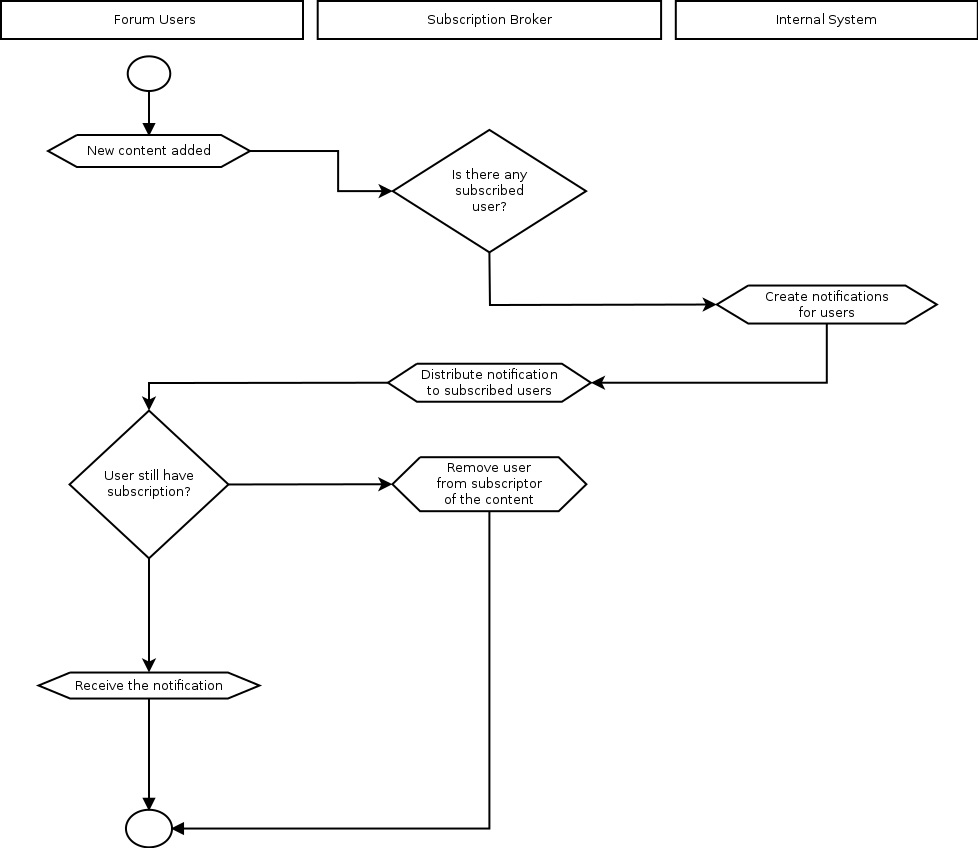 Forum Users
Subscription Broker
Internal System
New content added
Is there any
subscribed
user?
Create notifications
for users
Distribute notification
to subscribed users
User still have
subscription?
Remove user
from subscriptor
of the content
Receive the notification